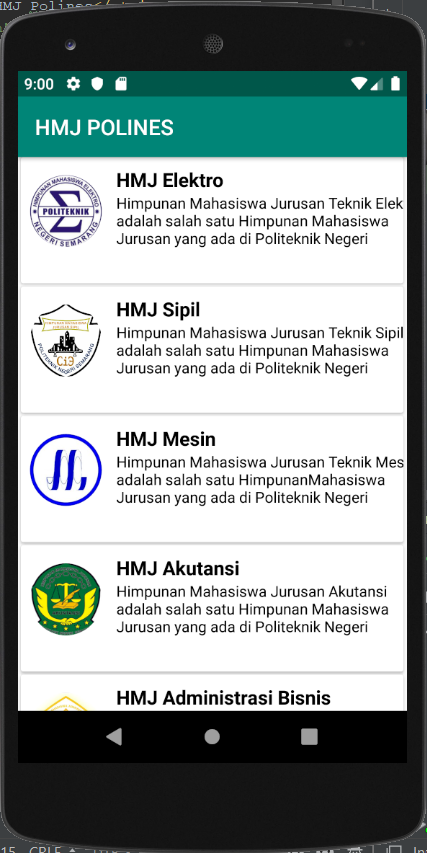 HMJ Polines</
9:00
HMJ POLINES
HMJ Elektro
Himpunan Mahasiswa Jurusan Teknik Elek
adalah salah satu Himpunan Mahasiswa
Jurusan yang ada di Politeknik Negeri
HIMPUNAN MAHASISWA ELEKTRO
POLITEKNIK
NEGERI SEMARANG
HMJ Sipil
Himpunan Mahasiswa Jurusan Teknik Sipil
adalah salah satu Himpunan Mahasiswa
Jurusan yang ada di Politeknik Negeri
POLITEKNIK NEGERI SEMARANG
HMJ Mesin
Himpunan Mahasiswa Jurusan Teknik Mes
adalah salah satu HimpunanMahasiswa
Jurusan yang ada di Politeknik Negeri
HMJ Akutansi
Himpunan Mahasiswa Jurusan Akutansi
adalah salah satu Himpunan Mahasiswa
Jurusan yang ada di Politeknik Negeri
HMJ Administrasi Bisnis